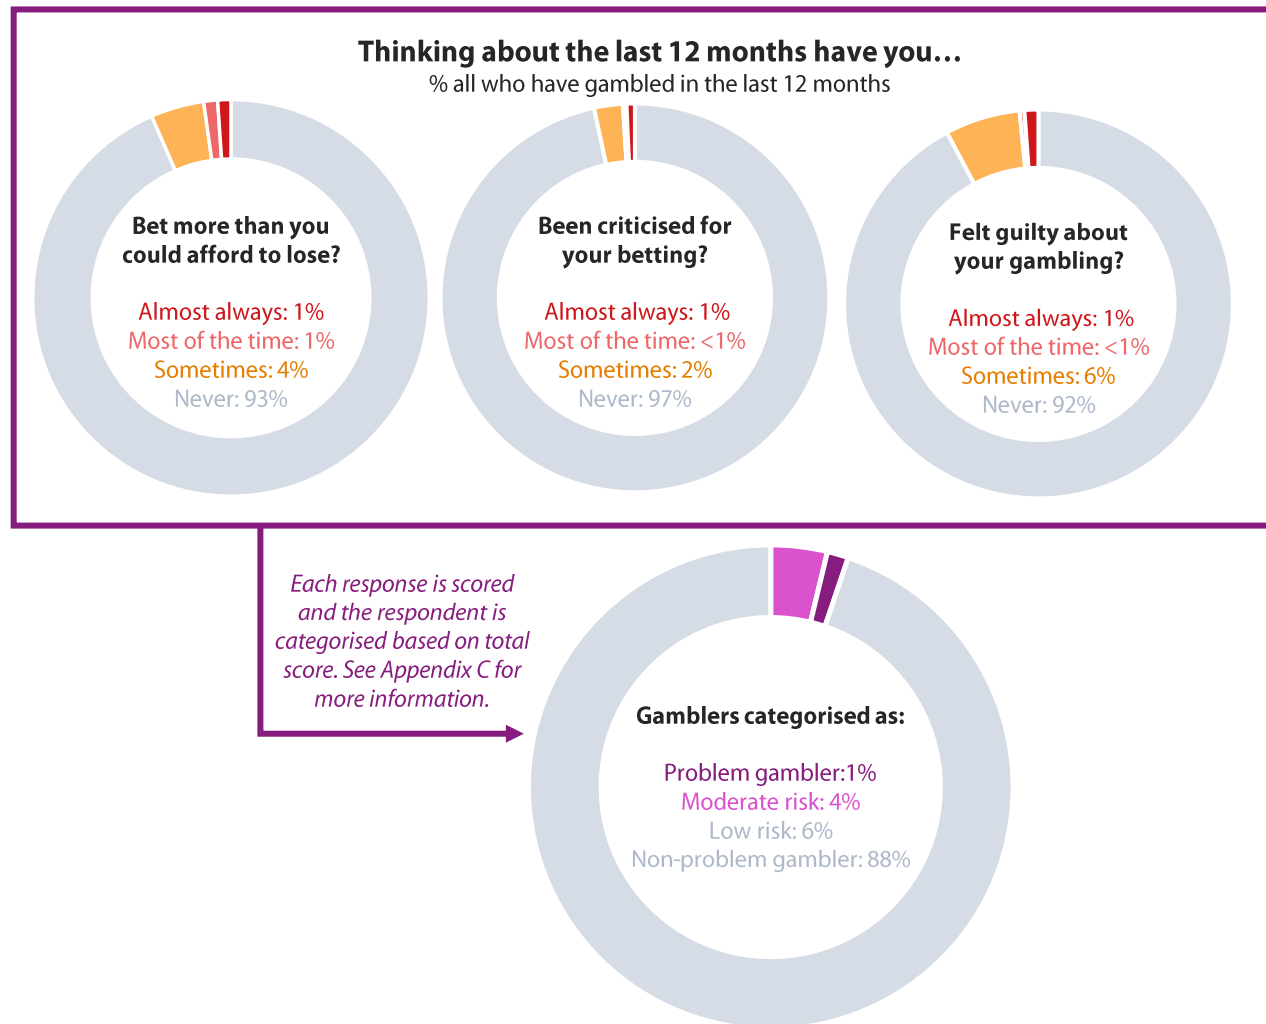 Thinking about the last 12 months have you…
% all who have gambled in the last 12 months
Bet more than you
could afford to lose?
Almost always: 1%
Most of the time: 1%
Sometimes: 4%
Never: 93%
Been criticised for
your betting?
Almost always: 1%
Most of the time: <1%
Sometimes: 2%
Never: 97%
Felt guilty about
your gambling?
Almost always: 1%
Most of the time: <1%
Sometimes: 6%
Never: 92%
Each response is scored
and the respondent is
categorised based on total
score. See Appendix C for
more information.
Gamblers categorised as:
Problem gambler:1%
Moderate risk: 4%
Low risk: 6%
Non-problem gambler: 88%